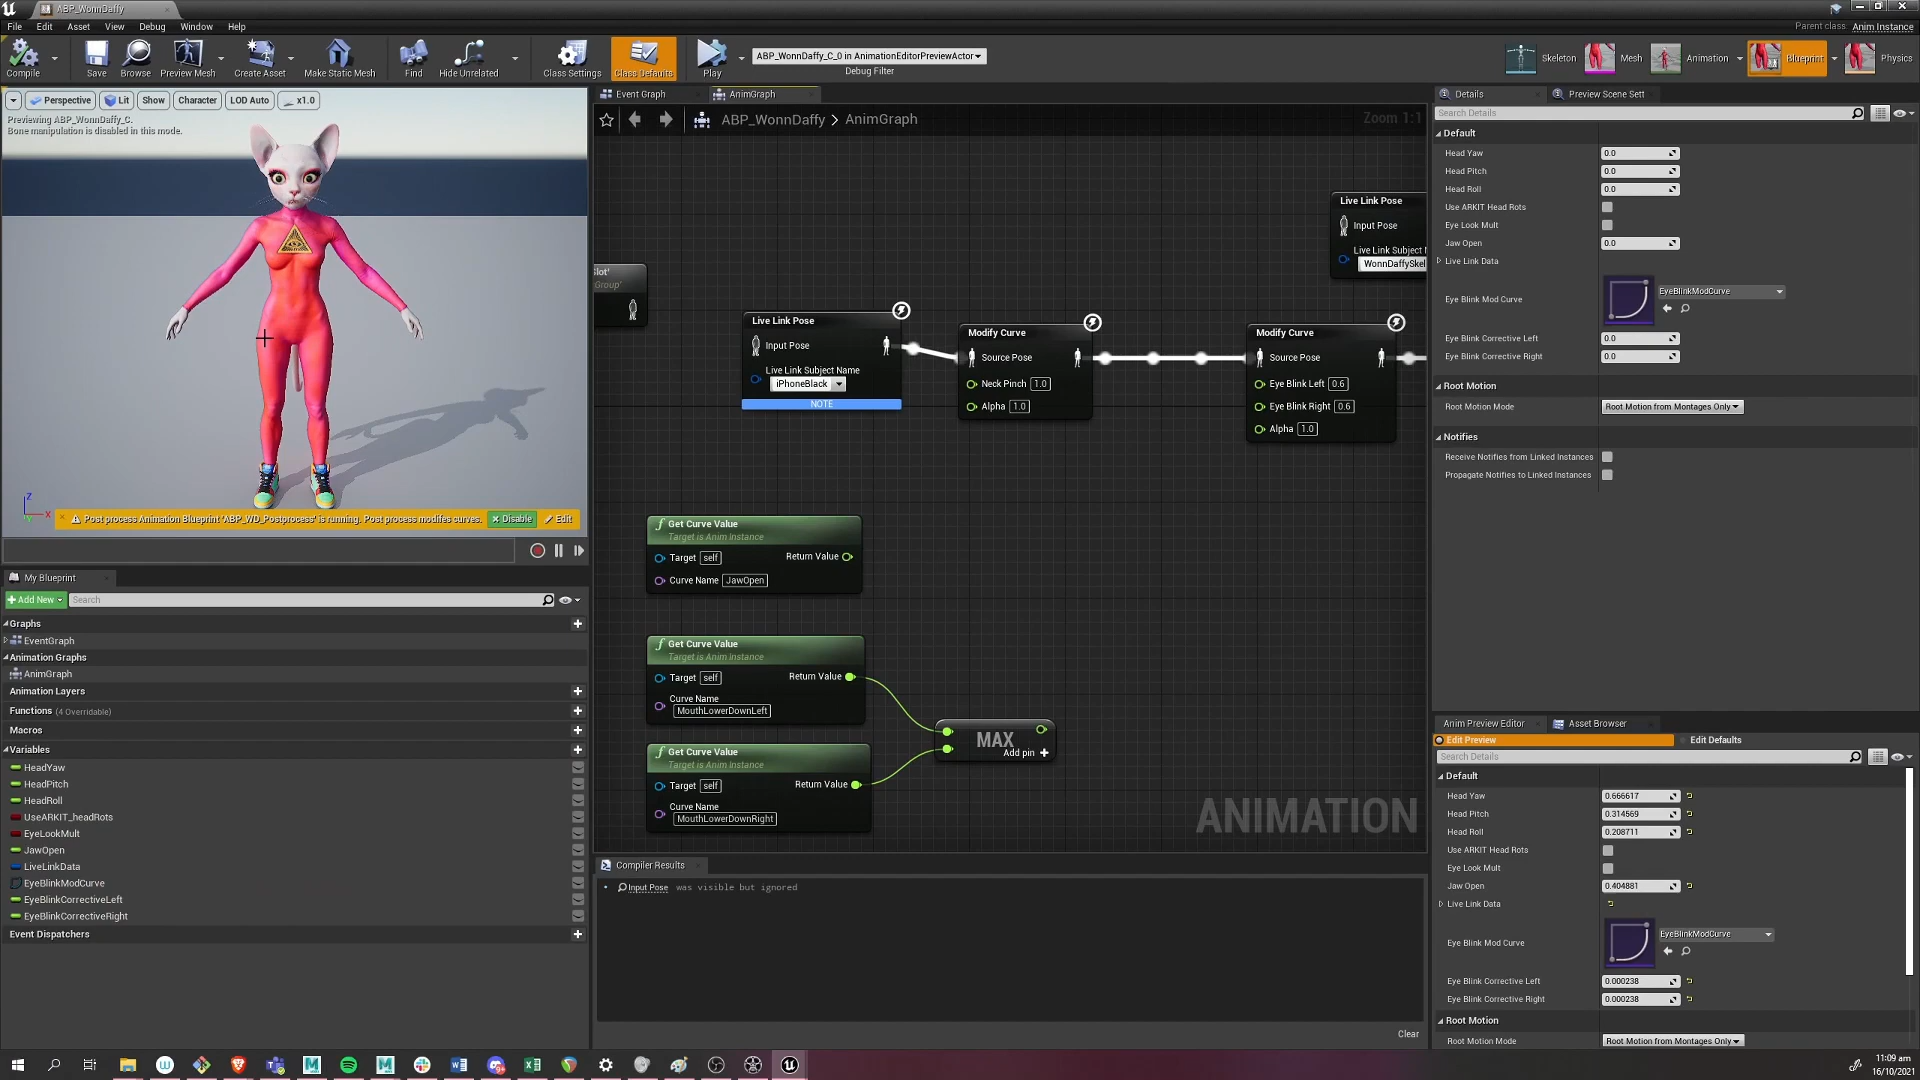 ABP_WonnDaffy
File Edit Asset View Debug Window Help
Parent class: Anim Instance
Compile Save Browse Preview Mesh Create Asset Make Static Mesh Find Hide Unrelated Class Settings Class Defaults Play
ABP_WonnDaffy_C_0 in AnimationEditorPreviewActor
Debug Filter
Skeleton Mesh Animation Blueprint Physics
Perspective Lit Show Character LOD Auto x1.0
Previewing ABP_WonnDaffy_C.
Bone manipulation is disabled in this mode.
Z
X
Post process Animation Blueprint 'ABP_WD_Postprocess' is running. Post process modifes curves. Disable Edit
My Blueprint
Add New Search
Graphs
EventGraph
Animation Graphs
AnimGraph
Animation Layers
Functions (4 Overridable)
Macros
Variables
HeadYaw
HeadPitch
HeadRoll
UseARKIT_headRots
EyeLookMult
JawOpen
LiveLinkData
EyeBlinkModCurve
EyeBlinkCorrectiveLeft
EyeBlinkCorrectiveRight
Event Dispatchers
Event Graph AnimGraph
ABP_WonnDaffy > AnimGraph
Zoom 1:1
Slot'
Group'
Live Link Pose
Input Pose
Live Link Subject Name
iPhoneBlack
NOTE
Modify Curve
Source Pose
Neck Pinch 1.0
Alpha 1.0
Modify Curve
Source Pose
Eye Blink Left 0.6
Eye Blink Right 0.6
Alpha 1.0
Live Link Pose
Input Pose
Live Link Subject
WonnDaffySkel
Get Curve Value
Target is Anim Instance
Target self Return Value
Curve Name JawOpen
Get Curve Value
Target is Anim Instance
Target self Return Value
Curve Name
MouthLowerDownLeft
Get Curve Value
Target is Anim Instance
Target self Return Value
Curve Name
MouthLowerDownRight
MAX
Add pin +
ANIMATION
Compiler Results
Input Pose was visible but ignored
Clear
Details Preview Scene Sett
Search Details
Default
Head Yaw 0.0
Head Pitch 0.0
Head Roll 0.0
Use ARKIT Head Rots
Eye Look Mult
Jaw Open 0.0
Live Link Data
Eye Blink Mod Curve EyeBlinkModCurve
Eye Blink Corrective Left 0.0
Eye Blink Corrective Right 0.0
Root Motion
Root Motion Mode Root Motion from Montages Only
Notifies
Receive Notifies from Linked Instances
Propagate Notifies to Linked Instances
Anim Preview Editor Asset Browser
Edit Preview Edit Defaults
Search Details
Default
Head Yaw 0.666617
Head Pitch 0.314569
Head Roll 0.208711
Use ARKIT Head Rots
Eye Look Mult
Jaw Open 0.404881
Live Link Data
Eye Blink Mod Curve EyeBlinkModCurve
Eye Blink Corrective Left 0.000238
Eye Blink Corrective Right 0.000238
Root Motion
Root Motion Mode Root Motion from Montages Only
11:09 am
16/10/2021